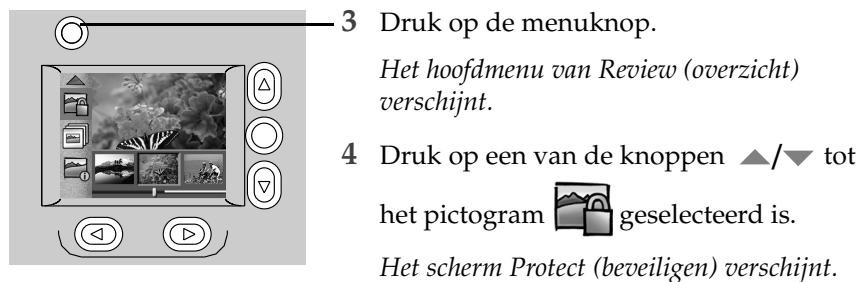 3 Druk op de menuknop.
Het hoofdmenu van Review (overzicht)
verschijnt.
4 Druk op een van de knoppen ▲/▼ tot
het pictogram geselecteerd is.
Het scherm Protect (beveiligen) verschijnt.